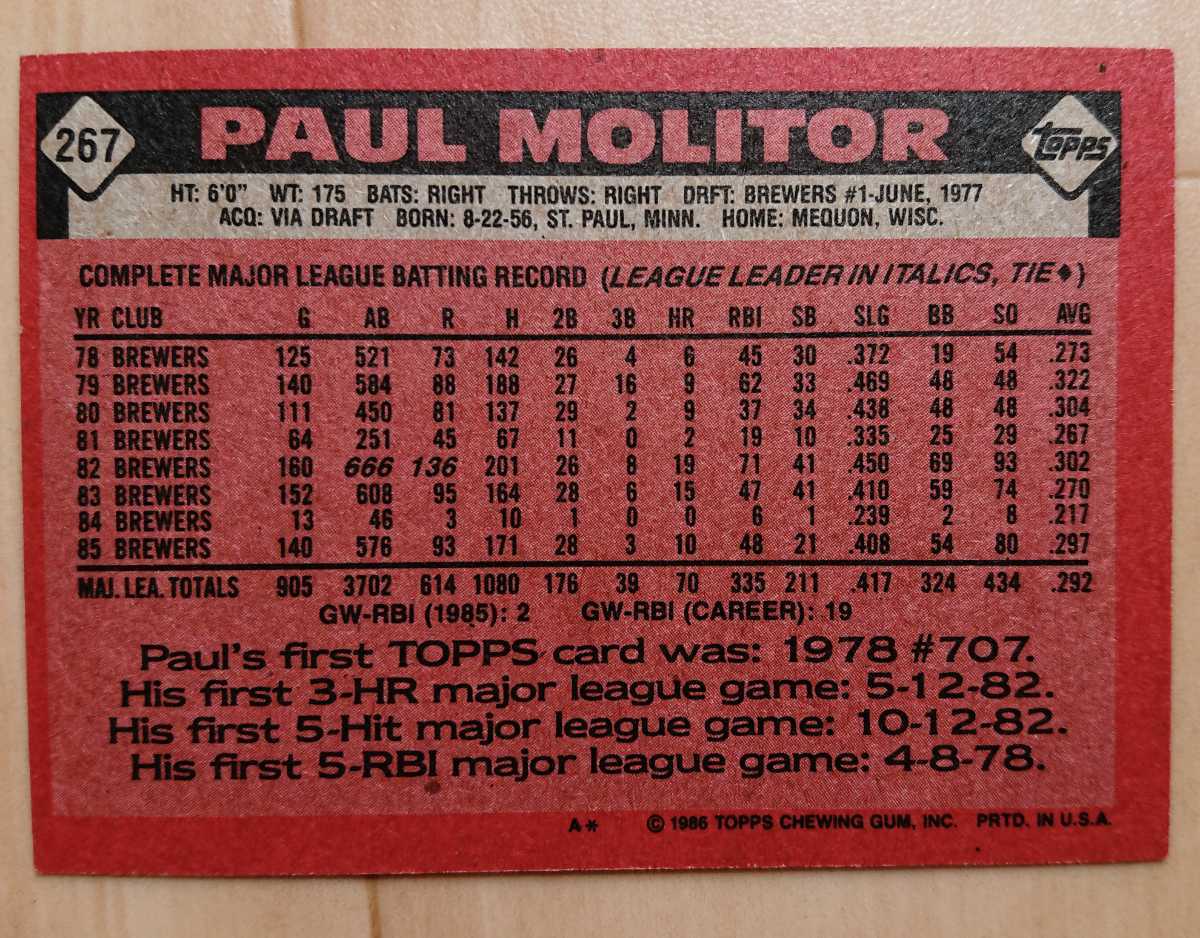 267 PAUL MOLITOR topps
HT: 6'0" WT: 175 BATS: RIGHT THROWS: RIGHT DRFT: BREWERS #1-JUNE, 1977
ACQ: VIA DRAFT BORN: 8-22-56, ST. PAUL, MINN. HOME: MEQUON, WISC.
COMPLETE MAJOR LEAGUE BATTING RECORD (LEAGUE LEADER IN ITALICS, TIE♦)
YR CLUB G AB R H 2B 3B HR RBI SB SLG BB SO AVG
78 BREWERS 125 521 73 142 26 4 6 45 30 .372 19 54 .273
79 BREWERS 140 584 88 188 27 16 9 62 33 .469 48 48 .322
80 BREWERS 111 450 81 137 29 2 9 37 34 .438 48 48 .304
81 BREWERS 64 251 45 67 11 0 2 19 10 .335 25 29 .267
82 BREWERS 160 666 136 201 26 8 19 71 41 .450 69 93 .302
83 BREWERS 152 608 95 164 28 6 15 47 41 .410 59 74 .270
84 BREWERS 13 46 3 10 1 0 0 6 1 .239 2 8 .217
85 BREWERS 140 576 93 171 28 3 10 48 21 .408 54 80 .297
MAJ. LEA. TOTALS 905 3702 614 1080 176 39 70 335 211 .417 324 434 .292
GW-RBI (1985): 2 GW-RBI (CAREER): 19
Paul's first TOPPS card was: 1978 #707.
His first 3-HR major league game: 5-12-82.
His first 5-Hit major league game: 10-12-82.
His first 5-RBI major league game: 4-8-78.
A* © 1986 TOPPS CHEWING GUM, INC. PRTD. IN U.S.A.